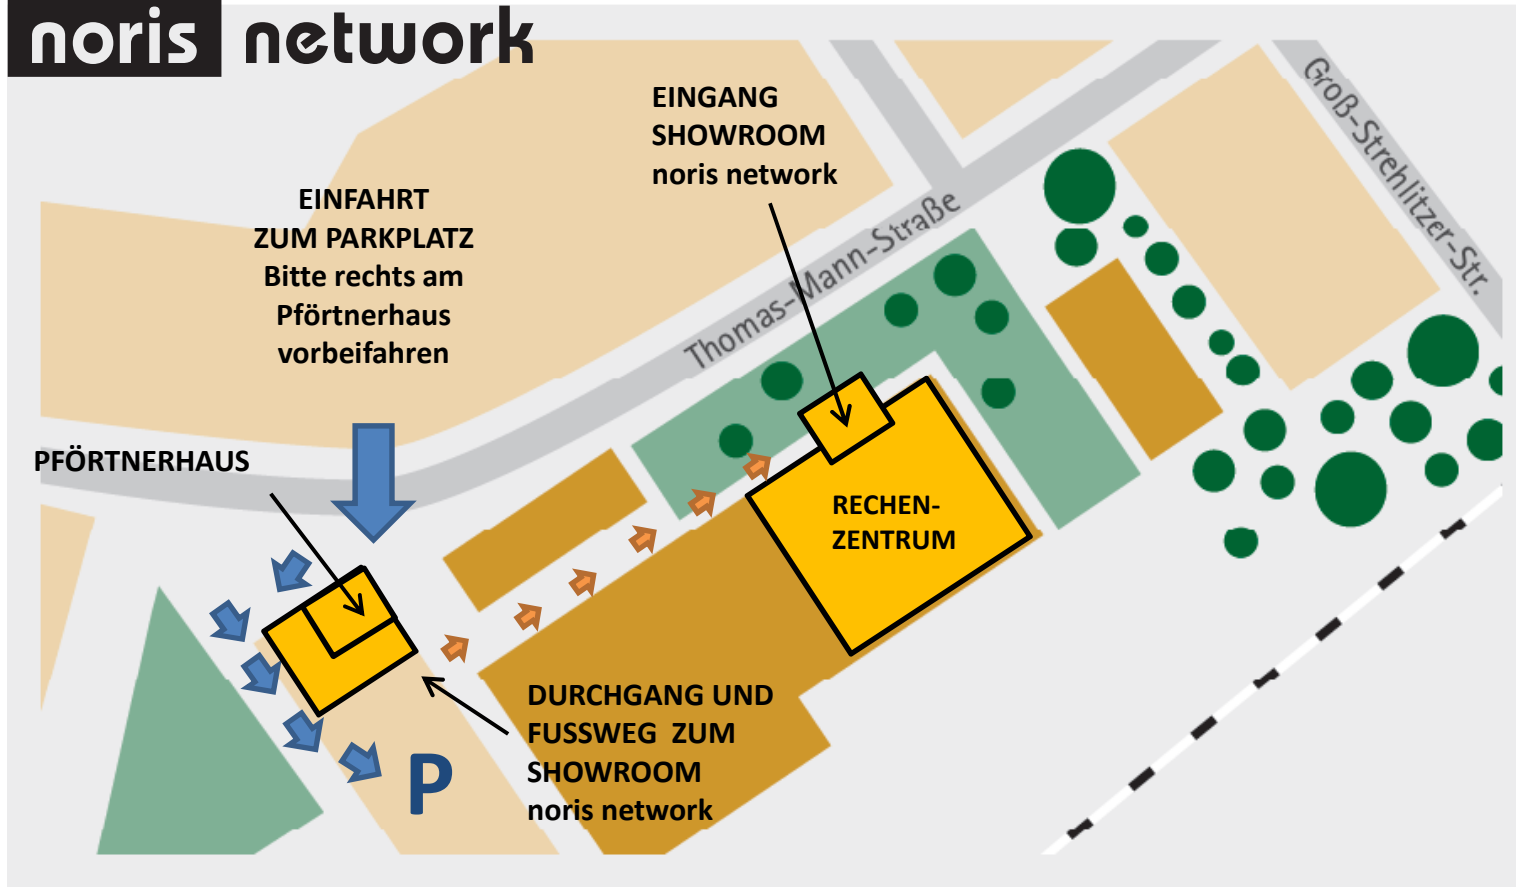 noris network
EINGANG
SHOWROOM
noris network
EINFAHRT
ZUM PARKPLATZ
Bitte rechts am
Pförtnerhaus
vorbeifahren
Groß-Strehlitzer-Str.
Thomas-Mann-Straße
PFÖRTNERHAUS
RECHEN-
ZENTRUM
DURCHGANG UND
FUSSWEG ZUM
SHOWROOM
noris network
P